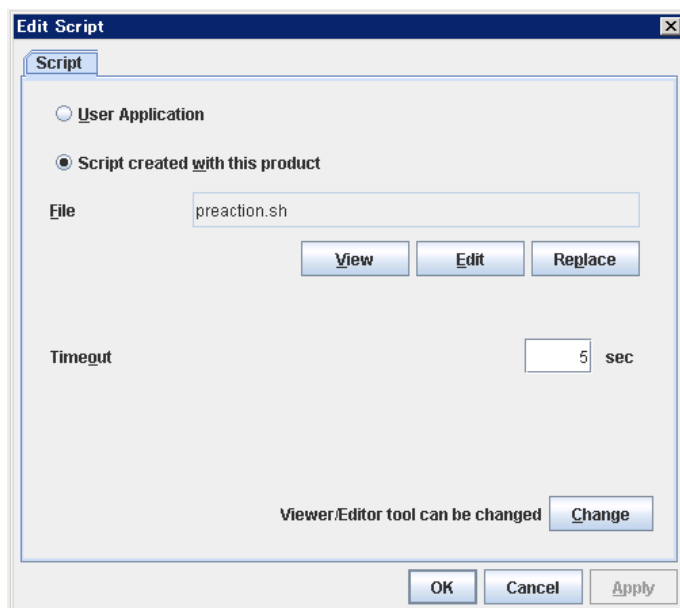 Edit Script
Script
User Application
Script created with this product
File preaction.sh
View Edit Replace
Timeout 5 sec
Viewer/Editor tool can be changed Change
OK Cancel Apply